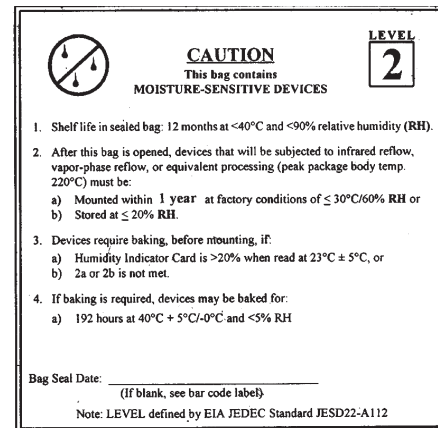 LEVEL
2
CAUTION
This bag contains
MOISTURE-SENSITIVE DEVICES
1. Shelf life in sealed bag: 12 months at <40°C and <90% relative humidity (RH).
2. After this bag is opened, devices that will be subjected to infrared reflow,
vapor-phase reflow, or equivalent processing (peak package body temp.
220°C) must be:
a) Mounted within 1 year at factory conditions of ≤ 30°C/60% RH or
b) Stored at ≤ 20% RH.
3. Devices require baking, before mounting, if:
a) Humidity Indicator Card is >20% when read at 23°C ± 5°C, or
b) 2a or 2b is not met.
4. If baking is required, devices may be baked for:
a) 192 hours at 40°C + 5°C/-0°C and <5% RH
Bag Seal Date:
(If blank, see bar code label)
Note: LEVEL defined by EIA JEDEC Standard JESD22-A112